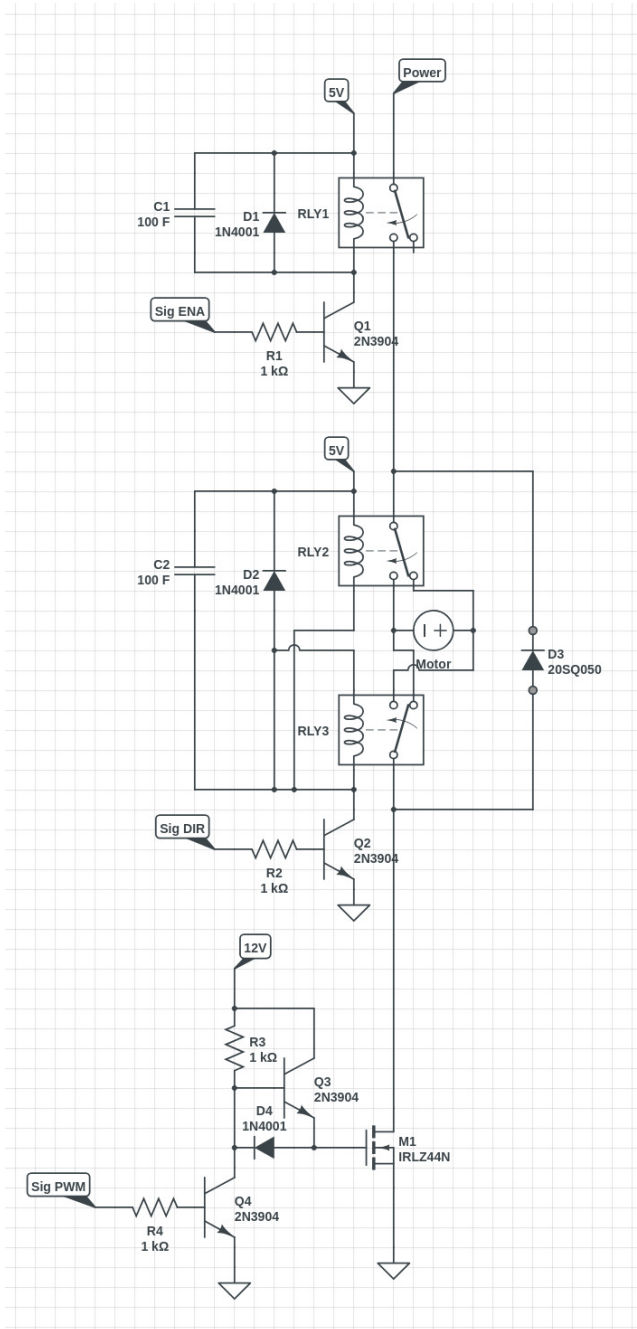 Power
5V
C1
100 F
D1
1N4001
RLY1
Sig ENA
R1
1 kΩ
Q1
2N3904
5V
C2
100 F
D2
1N4001
RLY2
Motor
D3
20SQ050
RLY3
Sig DIR
R2
1 kΩ
Q2
2N3904
12V
R3
1 kΩ
Q3
2N3904
D4
1N4001
M1
IRLZ44N
Sig PWM
R4
1 kΩ
Q4
2N3904